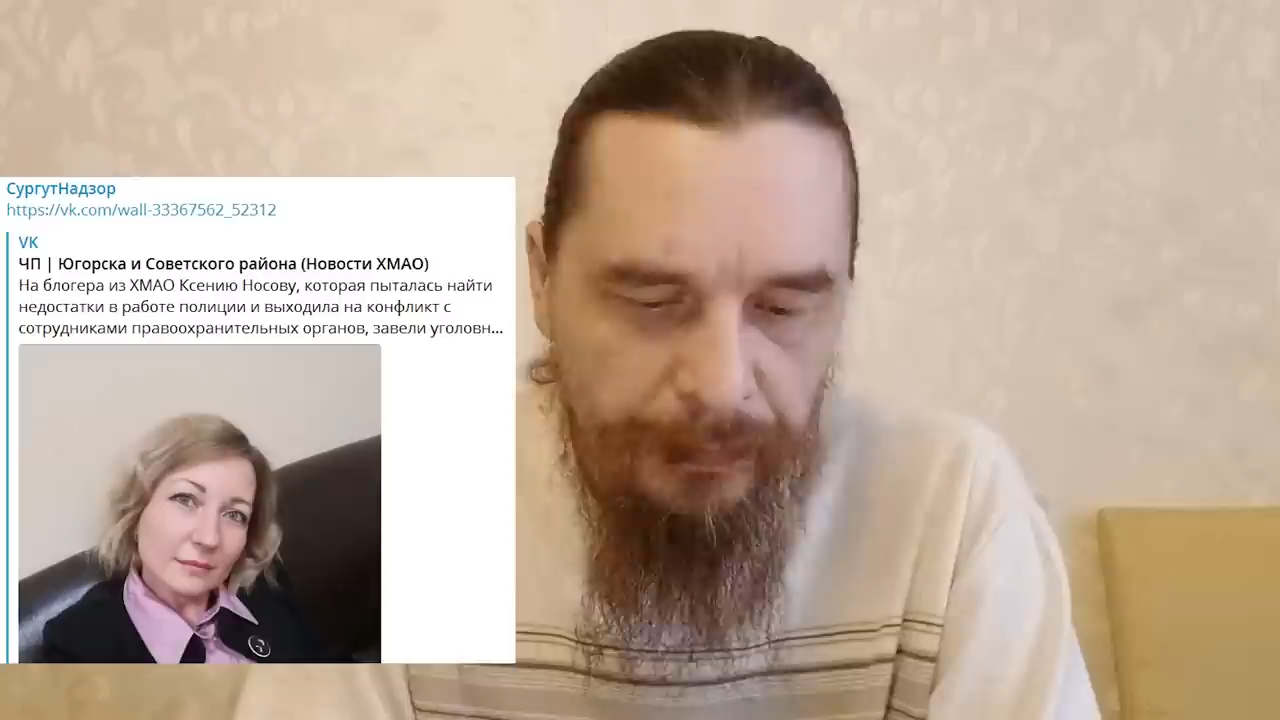 СургутНадзор
https://vk.com/wall-33367562_52312
VK
ЧП | Югорска и Советского района (Новости ХМАО)
На блогера из ХМАО Ксению Носову, которая пыталась найти
недостатки в работе полиции и выходила на конфликт с
сотрудниками правоохранительных органов, завели уголовн...